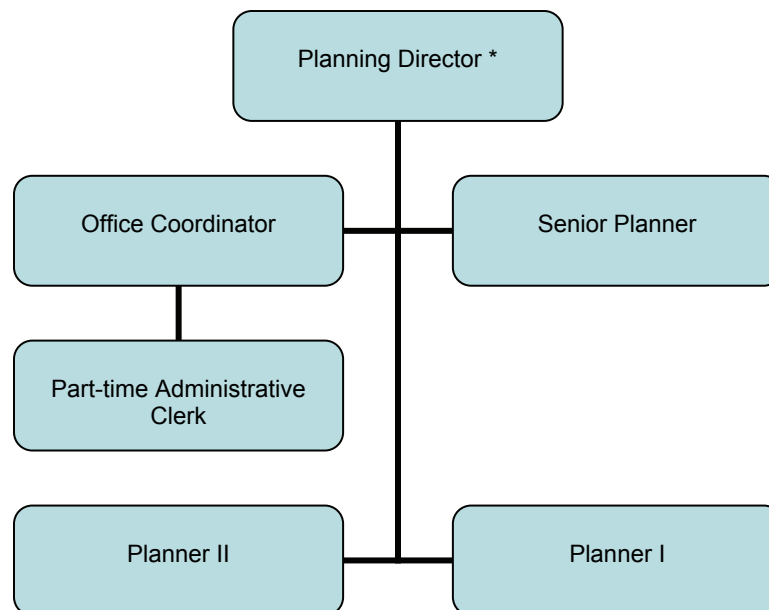 Planning Director *
Office Coordinator
Senior Planner
Part-time Administrative
Clerk
Planner II
Planner I